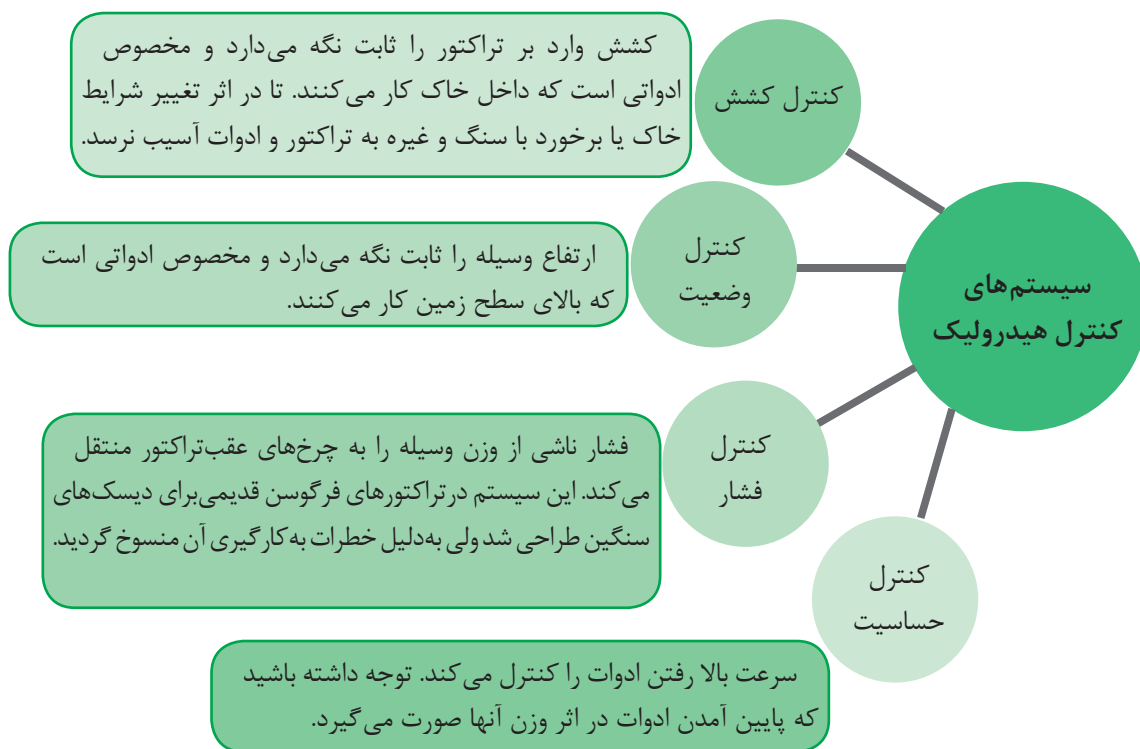 سیستم‌های
کنترل هیدرولیک
کنترل کشش
کشش وارد بر تراکتور را ثابت نگه می‌دارد و مخصوص
ادواتی است که داخل خاک کار می‌کنند. تا در اثر تغییر شرایط
خاک یا برخورد با سنگ و غیره به تراکتور و ادوات آسیب نرسد.
کنترل
وضعیت
ارتفاع وسیله را ثابت نگه می‌دارد و مخصوص ادواتی است
که بالای سطح زمین کار می‌کنند.
کنترل
فشار
فشار ناشی از وزن وسیله را به چرخ‌های عقب‌تراکتور منتقل
می‌کند. این سیستم درتراکتورهای فرگوسن قدیمی‌برای دیسک‌های
سنگین طراحی شد ولی به‌دلیل خطرات به‌کارگیری آن منسوخ گردید.
کنترل
حساسیت
سرعت بالا رفتن ادوات را کنترل می‌کند. توجه داشته باشید
که پایین آمدن ادوات در اثر وزن آنها صورت می‌گیرد.